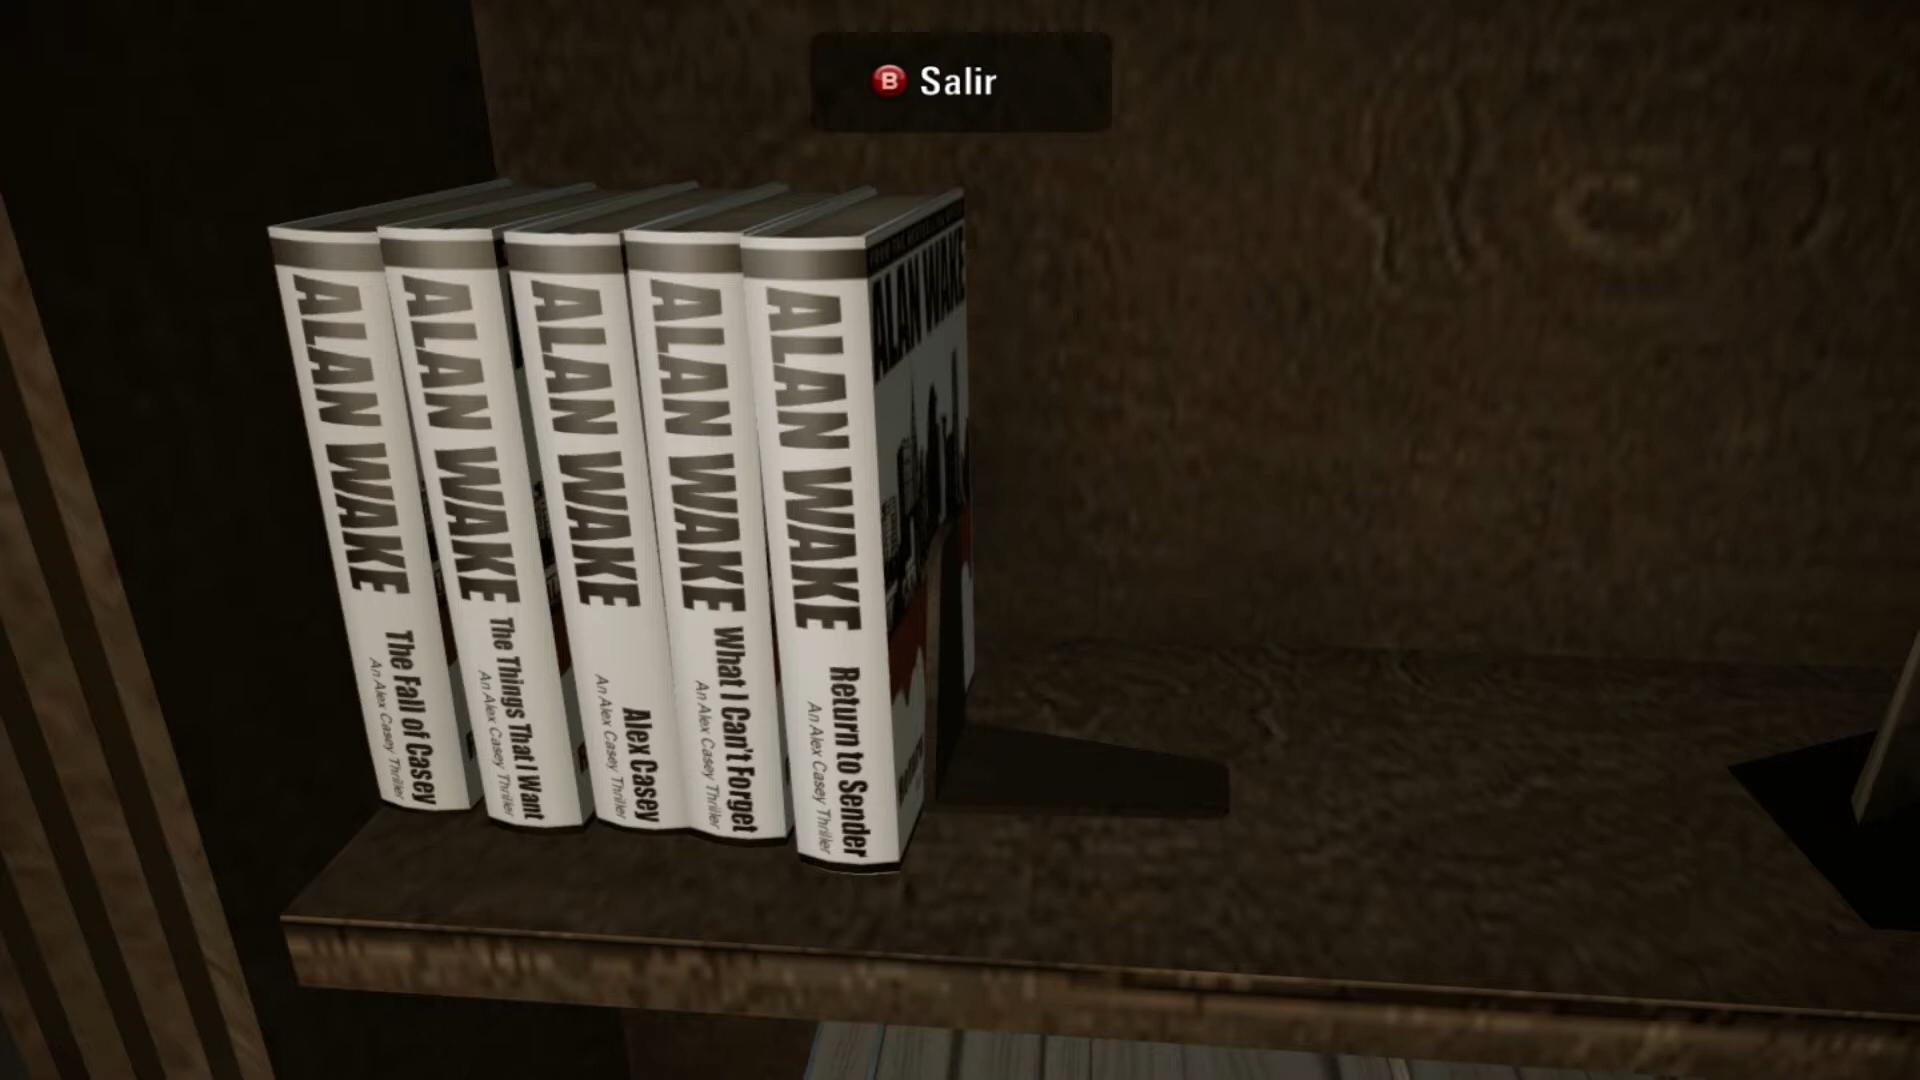 B Salir
ALAN WAKE
The Fall of Casey
An Alex Casey Thriller
ALAN WAKE
The Things That I Want
An Alex Casey Thriller
ALAN WAKE
Alex Casey
An Alex Casey Thriller
ALAN WAKE
What I Can't Forget
An Alex Casey Thriller
ALAN WAKE
Return to Sender
An Alex Casey Thriller
ALAN WAKE